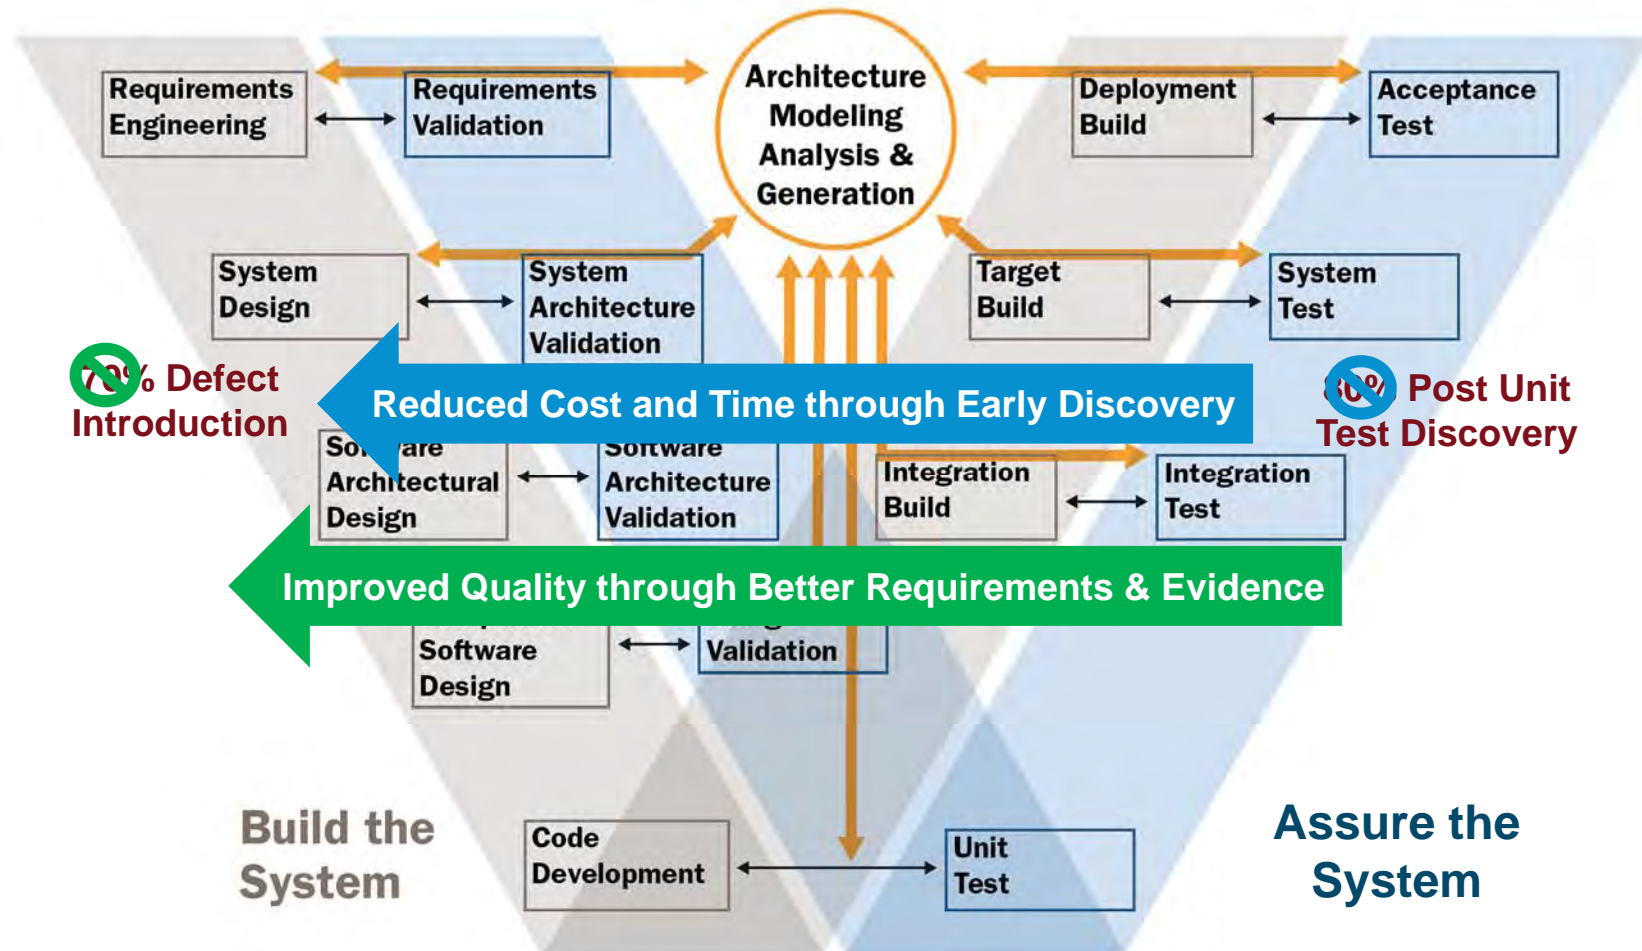 Architecture
Modeling
Analysis &
Generation
Requirements
Engineering
Requirements
Validation
Deployment
Build
Acceptance
Test
System
Design
System
Architecture
Validation
Target
Build
System
Test
70% Defect
Introduction
Reduced Cost and Time through Early Discovery
80% Post Unit
Test Discovery
Software
Architectural
Design
Software
Architecture
Validation
Integration
Build
Integration
Test
Improved Quality through Better Requirements & Evidence
Software
Design
Validation
Build the
System
Code
Development
Unit
Test
Assure the
System